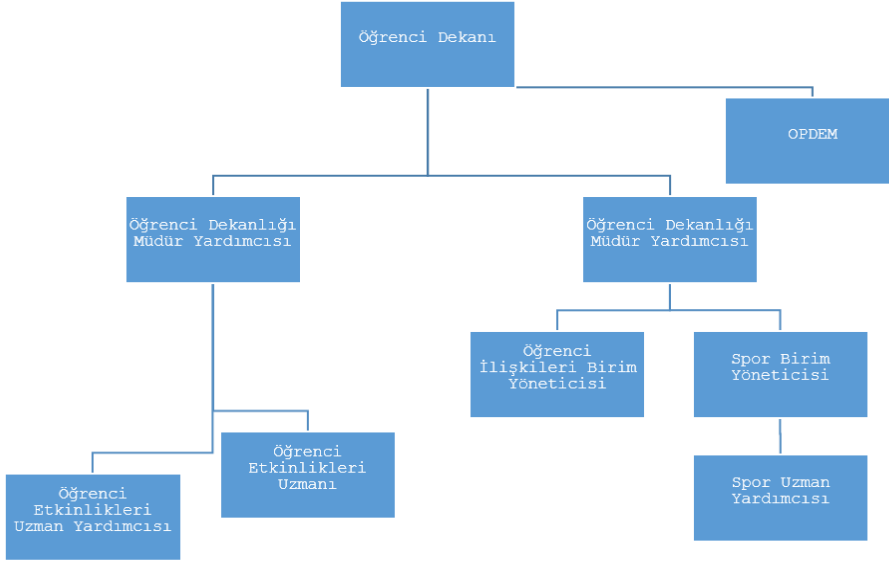 Öğrenci Dekanı
OPDEM
Öğrenci Dekanlığı
Müdür Yardımcısı
Öğrenci Dekanlığı
Müdür Yardımcısı
Öğrenci
İlişkileri Birim
Yöneticisi
Spor Birim
Yöneticisi
Öğrenci
Etkinlikleri
Uzmanı
Öğrenci
Etkinlikleri
Uzman Yardımcısı
Spor Uzman
Yardımcısı